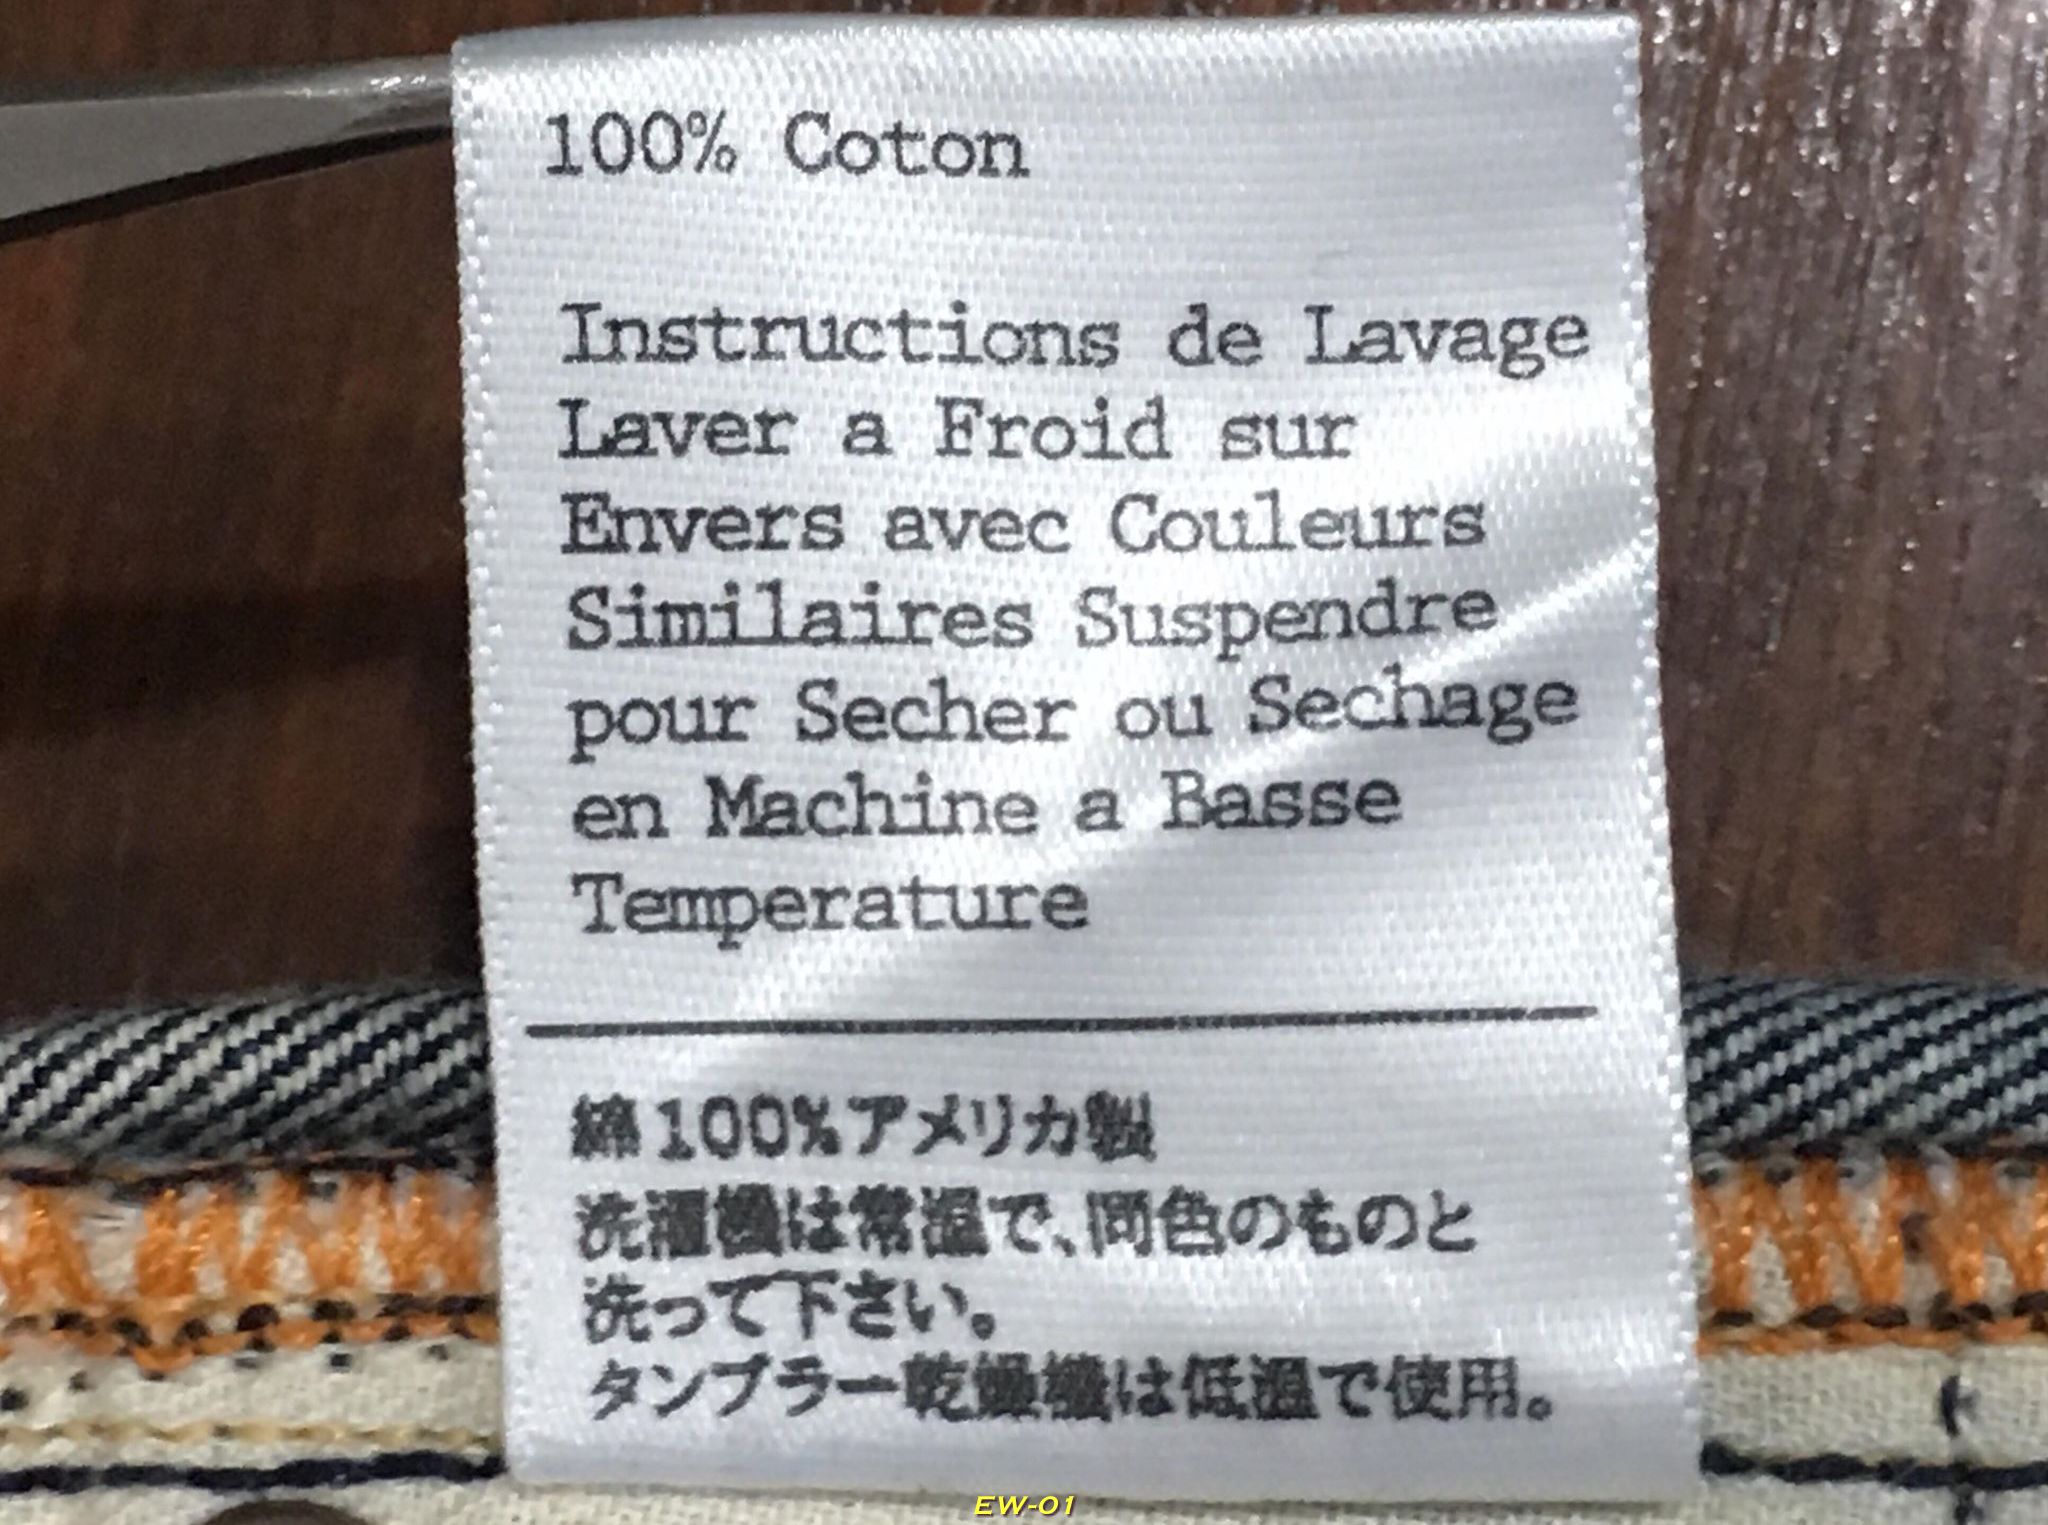 100% Coton
Instructions de Lavage
Laver a Froid sur
Envers avec Couleurs
Similaires Suspendre
pour Secher ou Sechage
en Machine a Basse
Temperature
綿100%アメリカ製
洗濯機は常温で、同色のものと
洗って下さい。
タンブラー乾燥機は低温で使用。
EW-01